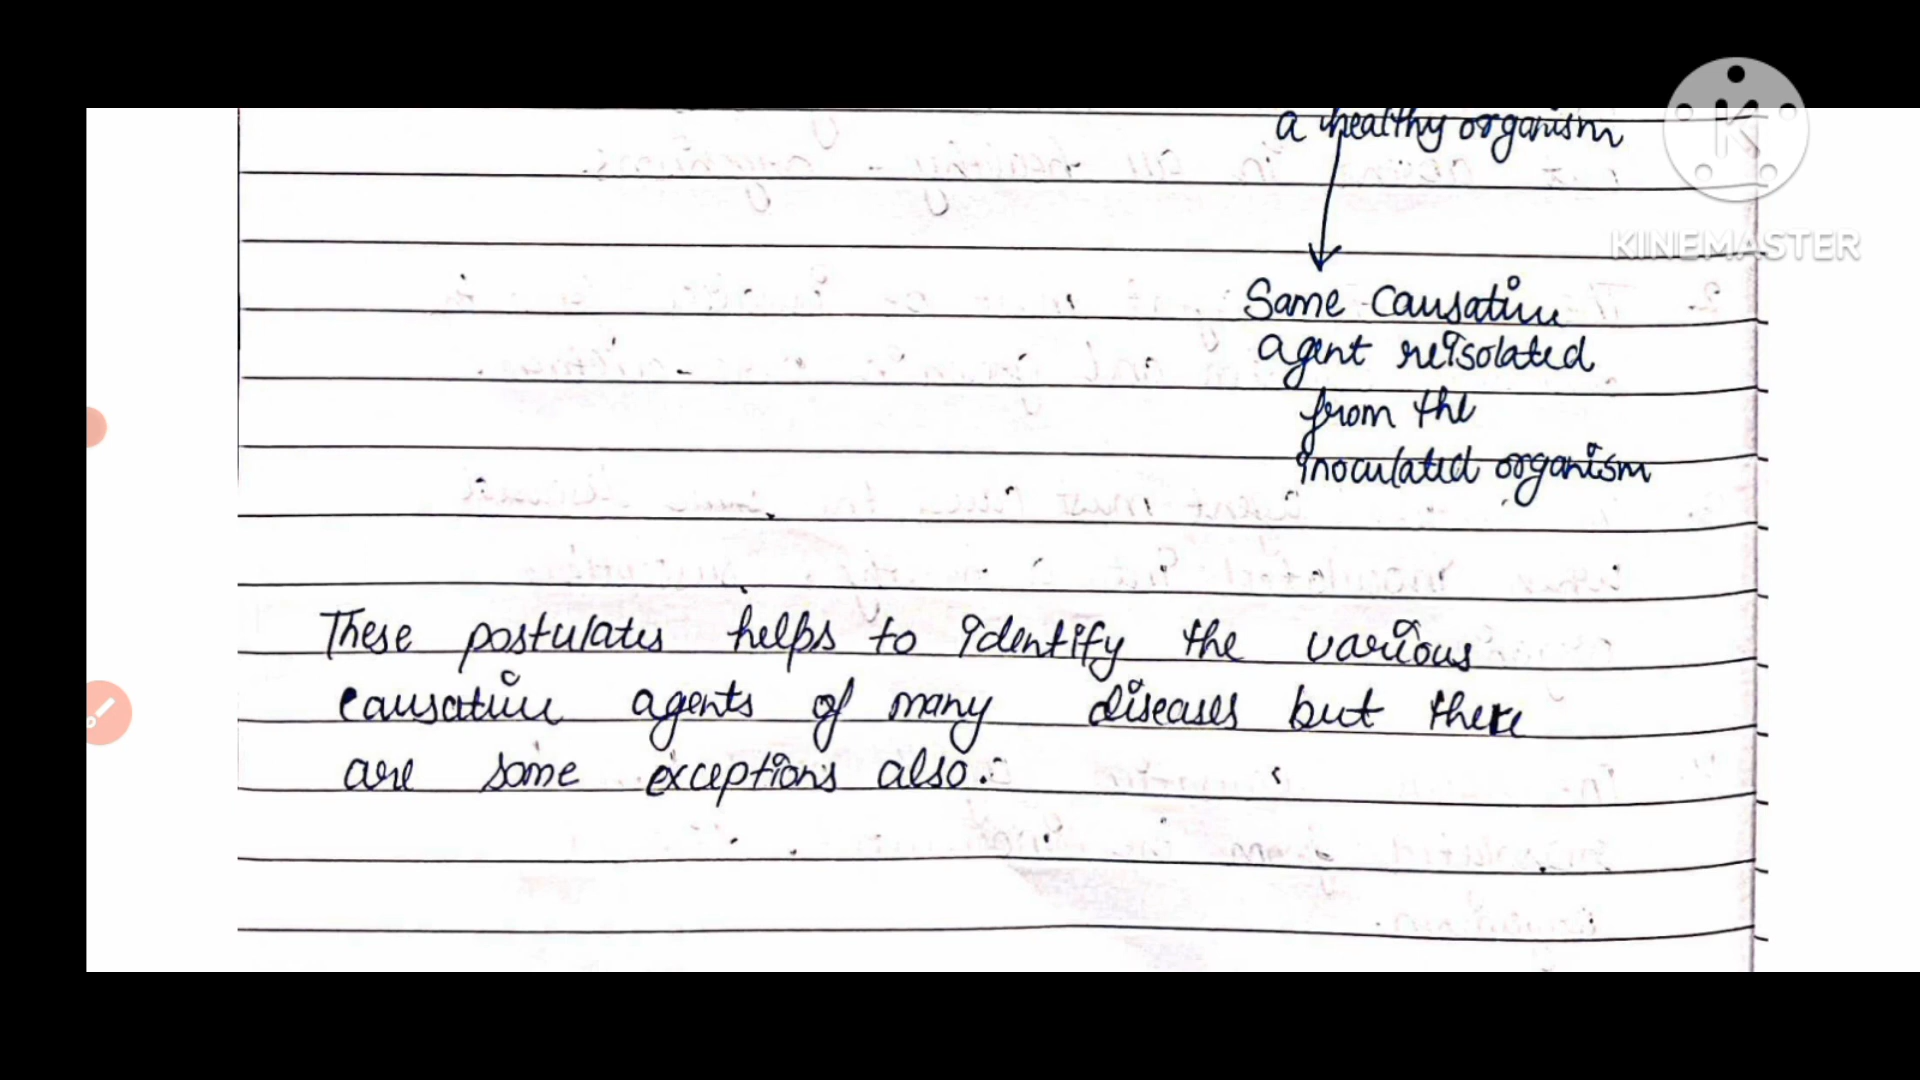 a healthy organism
KINEMASTER
Same causative
agent reisolated
from the
inoculated organism
These postulates helps to identify the various
causative agents of many diseases but there
are some exceptions also.